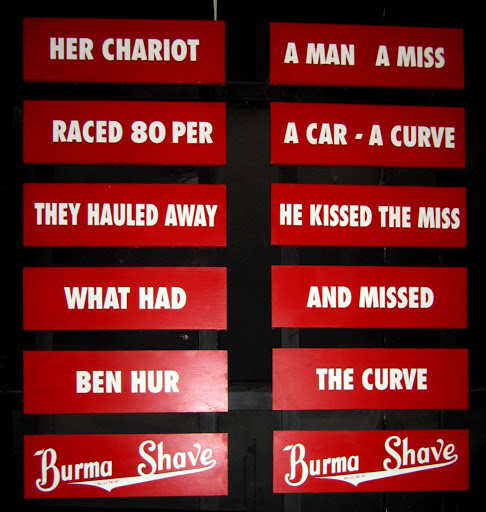 HER CHARIOT
RACED 80 PER
THEY HAULED AWAY
WHAT HAD
BEN HUR
Burma Shave
A MAN A MISS
A CAR - A CURVE
HE KISSED THE MISS
AND MISSED
THE CURVE
Burma Shave